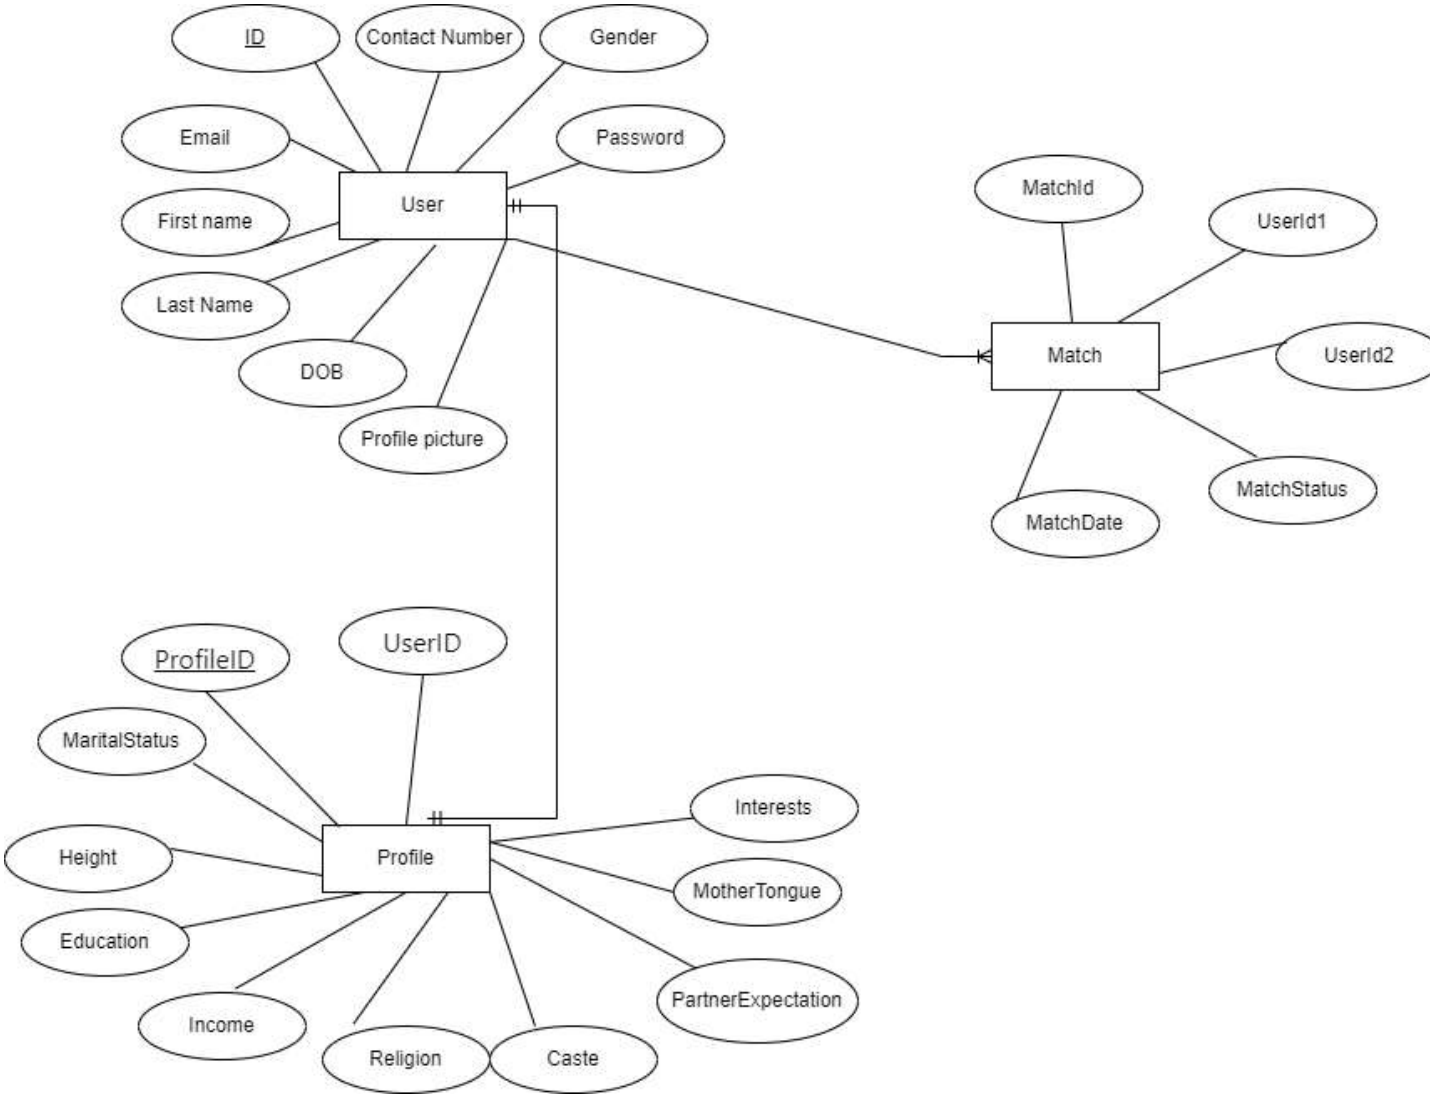 ID
Contact Number
Gender
Email
Password
User
First name
Last Name
DOB
Profile picture
MatchId
UserId1
Match
UserId2
MatchStatus
MatchDate
UserID
ProfileID
MaritalStatus
Interests
Profile
Height
MotherTongue
Education
PartnerExpectation
Income
Religion
Caste